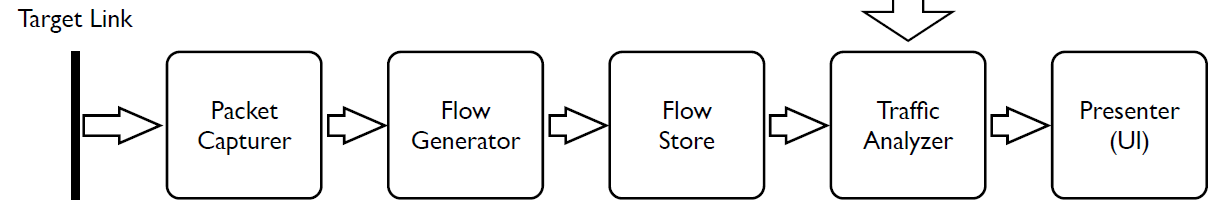 Target Link
Packet
Capturer
Flow
Generator
Flow
Store
Traffic
Analyzer
Presenter
(UI)